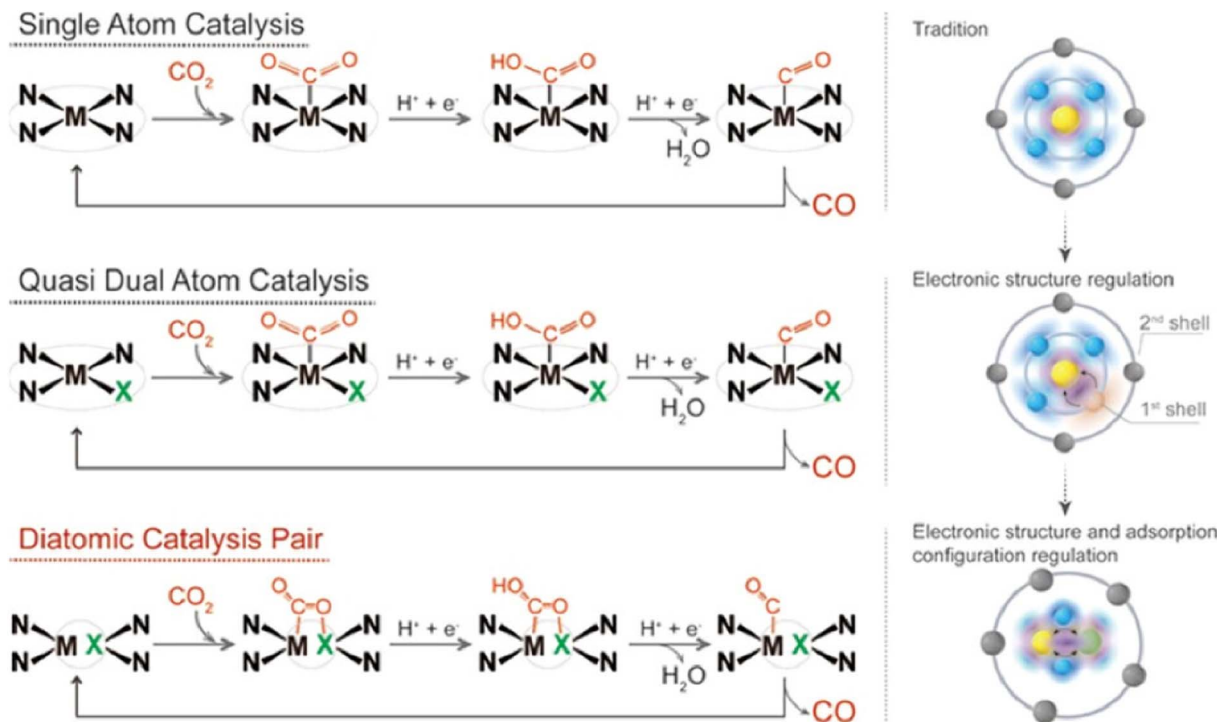 Single Atom Catalysis
Tradition
CO₂
O C O
HO C O
C O
N N N N N N N N
M M M M
H⁺ + e⁻ H⁺ + e⁻
N N N N N N N N
H₂O
CO
Quasi Dual Atom Catalysis
Electronic structure regulation
CO₂
O C O
HO C O
C O
2ⁿᵈ shell
N N N N N N N N
M M M M
H⁺ + e⁻ H⁺ + e⁻
N X N X N X N X
H₂O
1ˢᵗ shell
CO
Diatomic Catalysis Pair
Electronic structure and adsorption
configuration regulation
CO₂
O C O
HO C O
O C
N N N N N N N N
M X M X M X M X
H⁺ + e⁻ H⁺ + e⁻
N N N N N N N N
H₂O
CO